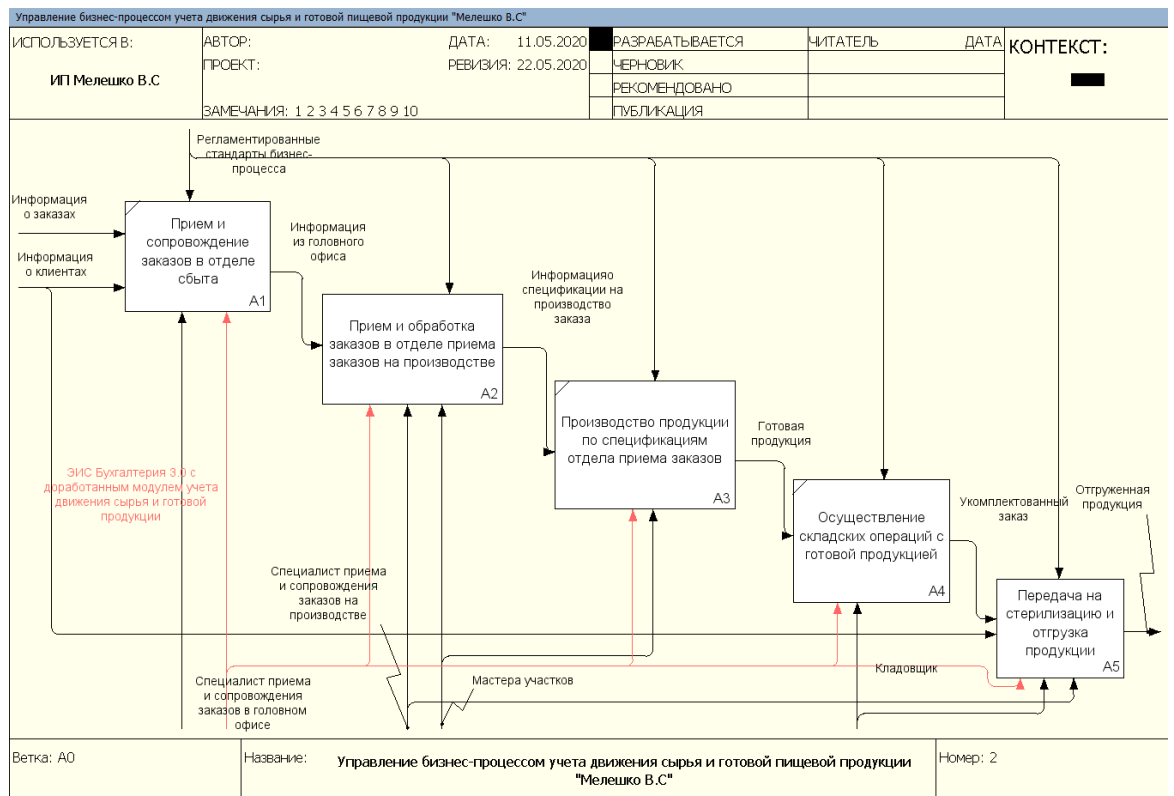 Управление бизнес-процессом учета движения сырья и готовой пищевой продукции "Мелешко В.С"
ИСПОЛЬЗУЕТСЯ В:
ИП Мелешко В.С
АВТОР:
ДАТА: 11.05.2020
ПРОЕКТ:
РЕВИЗИЯ: 22.05.2020
ЗАМЕЧАНИЯ: 1 2 3 4 5 6 7 8 9 10
РАЗРАБАТЫВАЕТСЯ
ЧЕРНОВИК
РЕКОМЕНДОВАНО
ПУБЛИКАЦИЯ
ЧИТАТЕЛЬ
ДАТА
КОНТЕКСТ:
Регламентированные
стандарты бизнес-
процесса
Информация
о заказах
Информация
о клиентах
Прием и
сопровождение
заказов в отделе
сбыта
A1
Информация
из головного
офиса
Прием и обработка
заказов в отделе приема
заказов на производстве
A2
Информацияо
спецификации на
производство
заказа
Производство продукции
по спецификациям
отдела приема заказов
A3
Готовая
продукция
Осуществление
складских операций с
готовой продукцией
A4
Укомплектованный
заказ
Отгруженная
продукция
Передача на
стерилизацию и
отгрузка
продукции
A5
ЭИС Бухгалтерия 3.0 с
доработанным модулем учета
движения сырья и готовой
продукции
Специалист приема
и сопровождения
заказов на
производстве
Специалист приема
и сопровождения
заказов в головном
офисе
Мастера участков
Кладовщик
Ветка: A0
Название:
Управление бизнес-процессом учета движения сырья и готовой пищевой продукции
"Мелешко В.С"
Номер: 2